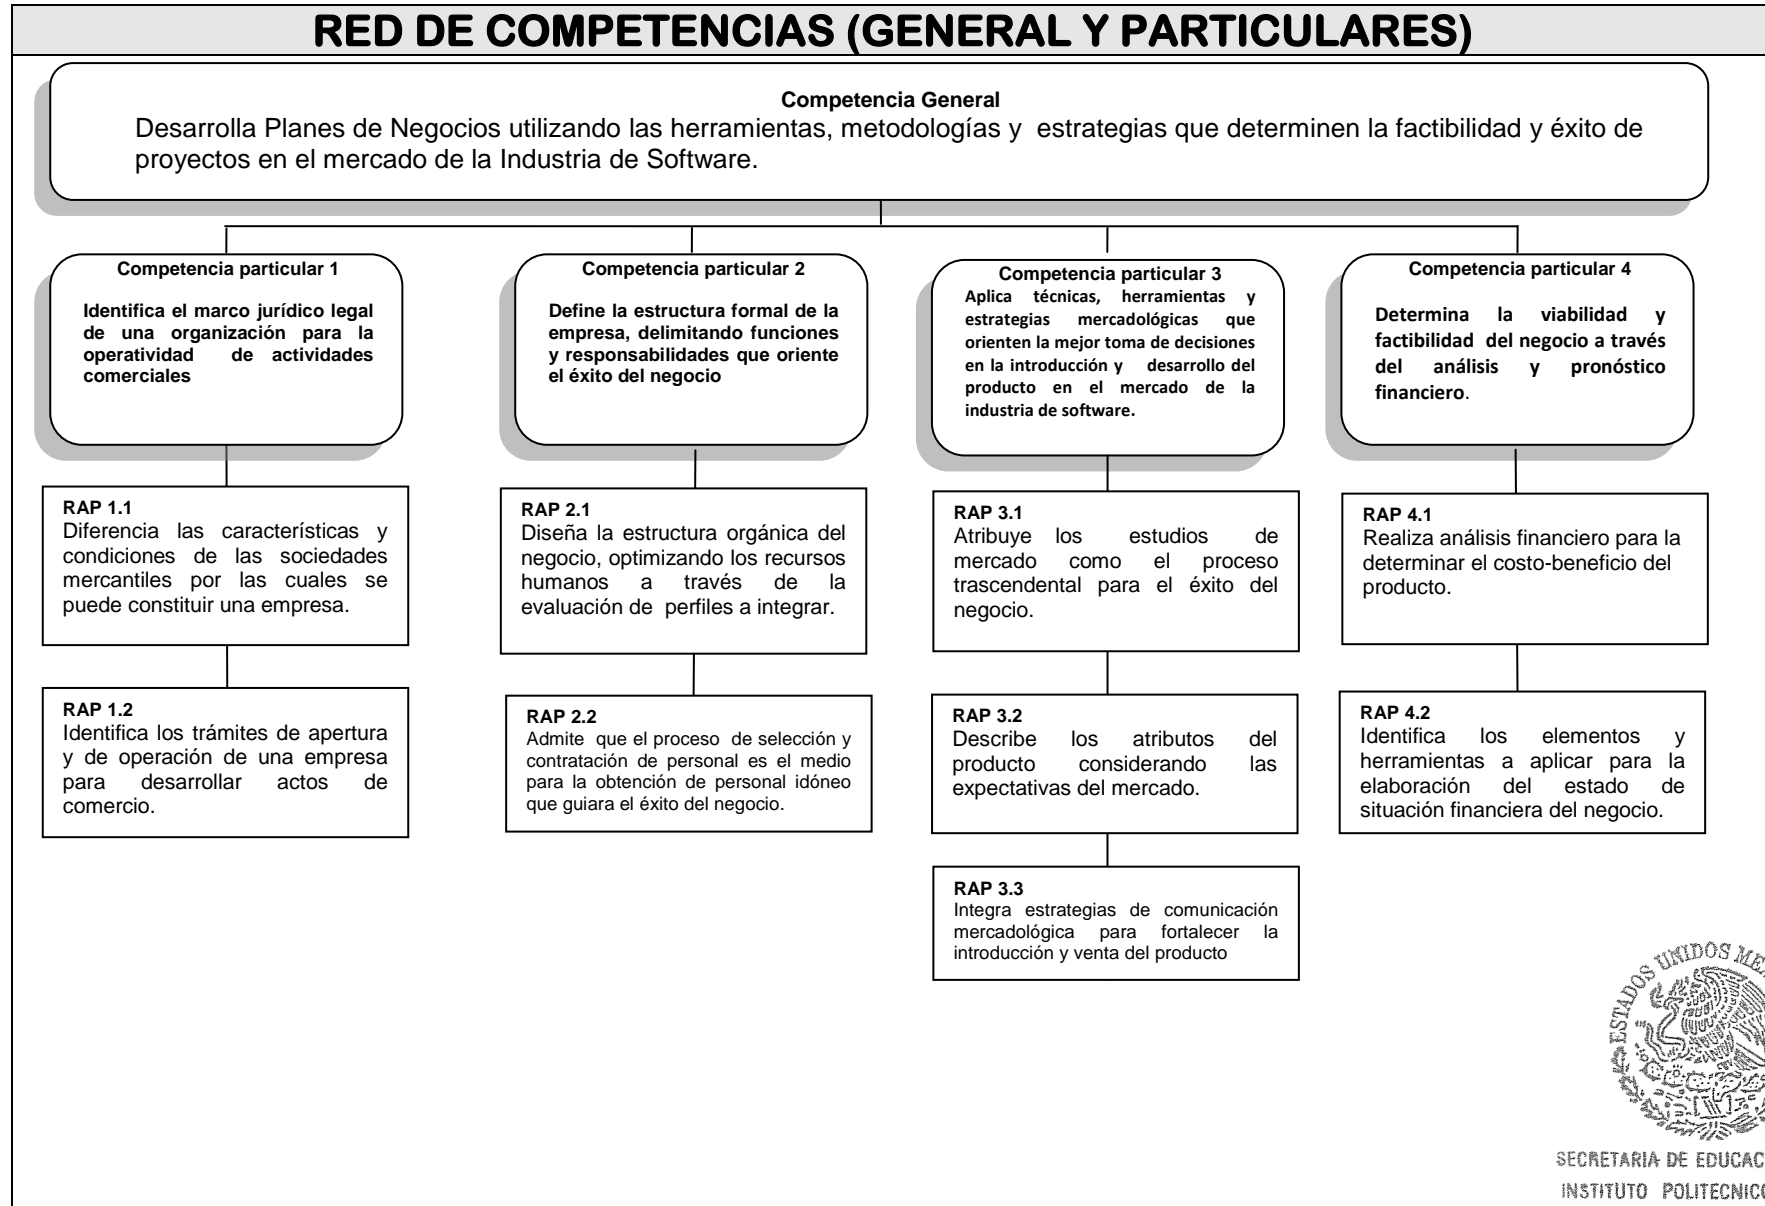 RED DE COMPETENCIAS (GENERAL Y PARTICULARES)
Competencia General
Desarrolla Planes de Negocios utilizando las herramientas, metodologías y estrategias que determinen la factibilidad y éxito de
proyectos en el mercado de la Industria de Software.
Competencia particular 1
Identifica el marco jurídico legal
de una organización para la
operatividad de actividades
comerciales
Competencia particular 2
Define la estructura formal de la
empresa, delimitando funciones
y responsabilidades que oriente
el éxito del negocio
Competencia particular 3
Aplica técnicas, herramientas y
estrategias mercadológicas que
orienten la mejor toma de decisiones
en la introducción y desarrollo del
producto en el mercado de la
industria de software.
Competencia particular 4
Determina la viabilidad y
factibilidad del negocio a través
del análisis y pronóstico
financiero.
RAP 1.1
Diferencia las características y
condiciones de las sociedades
mercantiles por las cuales se
puede constituir una empresa.
RAP 2.1
Diseña la estructura orgánica del
negocio, optimizando los recursos
humanos a través de la
evaluación de perfiles a integrar.
RAP 3.1
Atribuye los estudios de
mercado como el proceso
trascendental para el éxito del
negocio.
RAP 4.1
Realiza análisis financiero para la
determinar el costo-beneficio del
producto.
RAP 1.2
Identifica los trámites de apertura
y de operación de una empresa
para desarrollar actos de
comercio.
RAP 2.2
Admite que el proceso de selección y
contratación de personal es el medio
para la obtención de personal idóneo
que guiara el éxito del negocio.
RAP 3.2
Describe los atributos del
producto considerando las
expectativas del mercado.
RAP 4.2
Identifica los elementos y
herramientas a aplicar para la
elaboración del estado de
situación financiera del negocio.
RAP 3.3
Integra estrategias de comunicación
mercadológica para fortalecer la
introducción y venta del producto
ESTADOS UNIDOS ME
SECRETARIA DE EDUCAC
INSTITUTO POLITECNICO